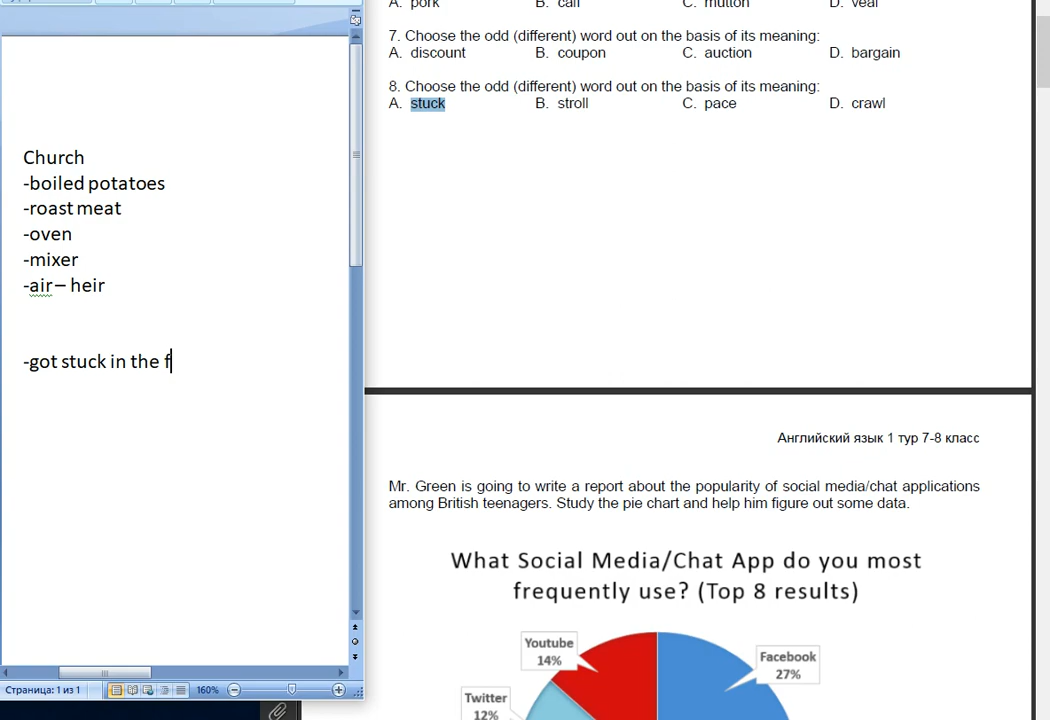 Church
-boiled potatoes
-roast meat
-oven
-mixer
-air – heir
-got stuck in the f
Страница: 1 из 1
160%
A. pork B. calf C. mutton D. veal
7. Choose the odd (different) word out on the basis of its meaning:
A. discount B. coupon C. auction D. bargain
8. Choose the odd (different) word out on the basis of its meaning:
A. stuck B. stroll C. pace D. crawl
Английский язык 1 тур 7-8 класс
Mr. Green is going to write a report about the popularity of social media/chat applications
among British teenagers. Study the pie chart and help him figure out some data.
What Social Media/Chat App do you most
frequently use? (Top 8 results)
Youtube
14%
Facebook
27%
Twitter
12%